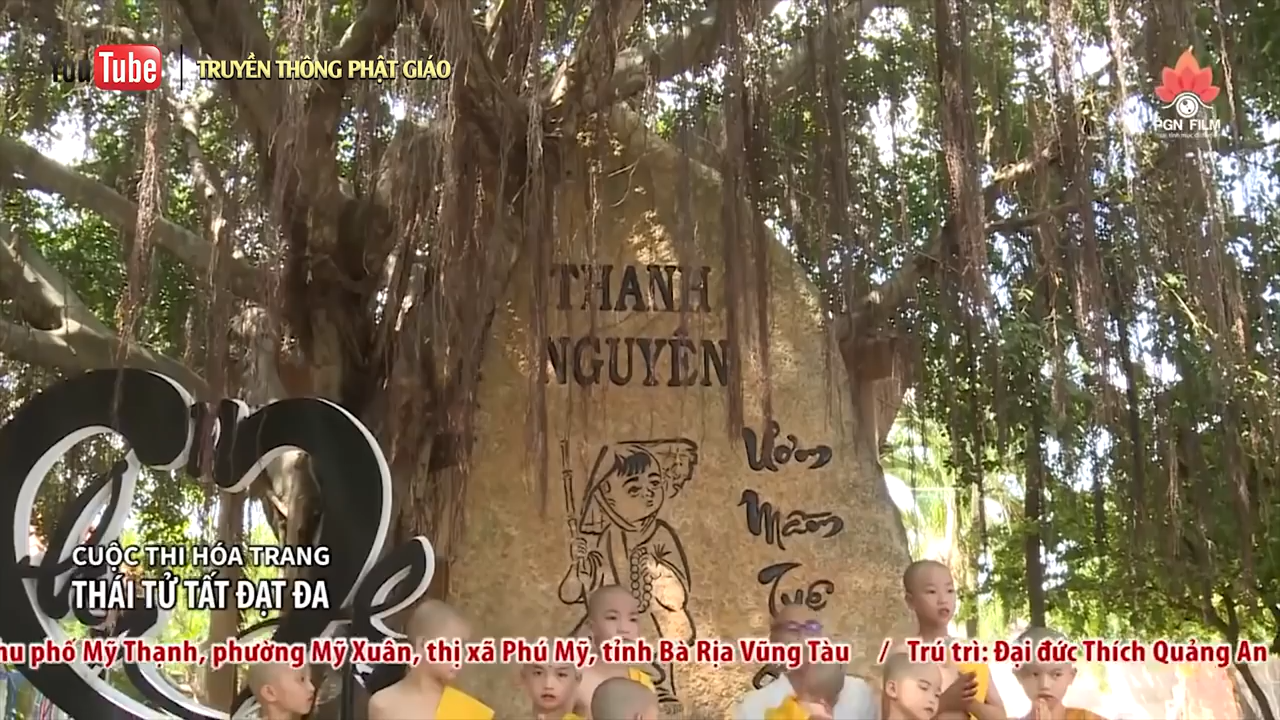 YouTube
TRUYỀN THÔNG PHẬT GIÁO
PGN FILM
THANH
NGUYÊN
Ươm
Mầm
Tuệ
CUỘC THI HÓA TRANG
THÁI TỬ TẤT ĐẠT ĐA
phố Mỹ Thạnh, phường Mỹ Xuân, thị xã Phú Mỹ, tỉnh Bà Rịa Vũng Tàu / Trú trì: Đại đức Thích Quảng An